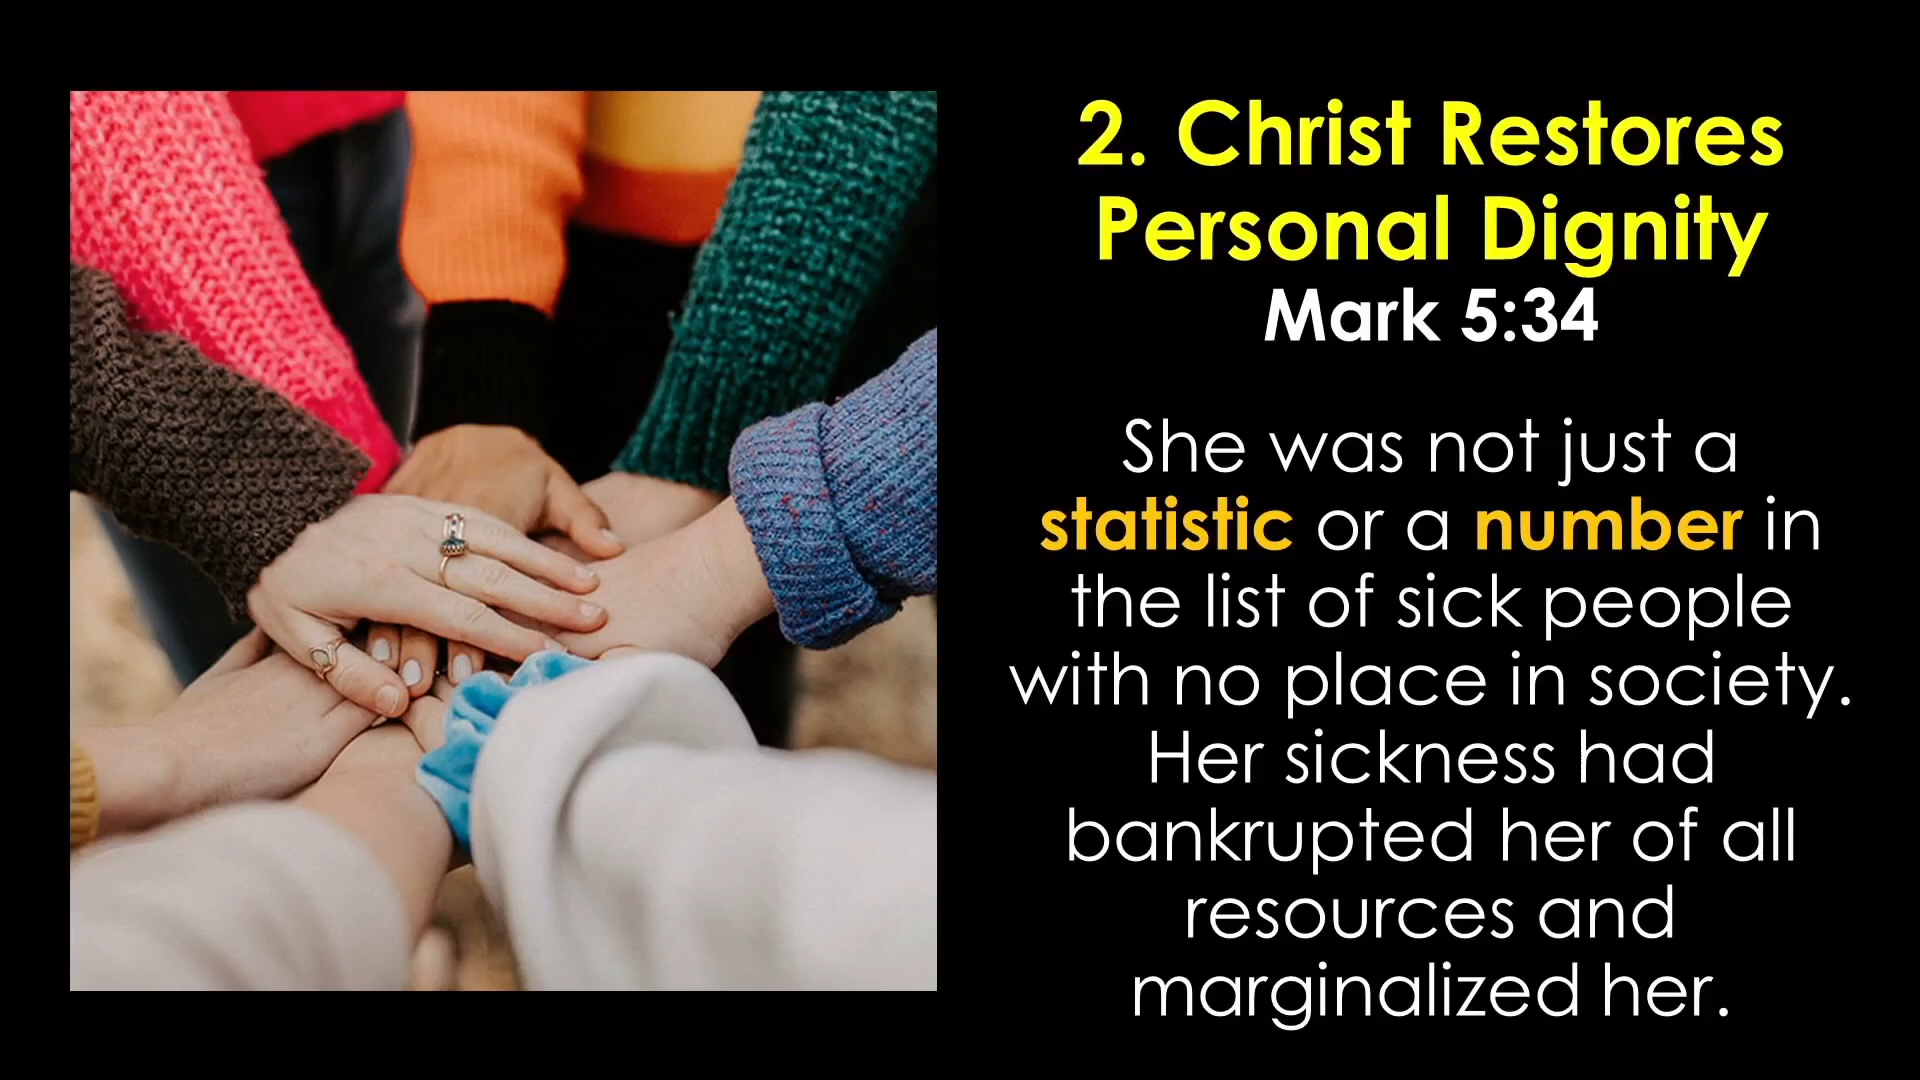 2. Christ Restores
Personal Dignity
Mark 5:34
She was not just a
statistic or a number in
the list of sick people
with no place in society.
Her sickness had
bankrupted her of all
resources and
marginalized her.